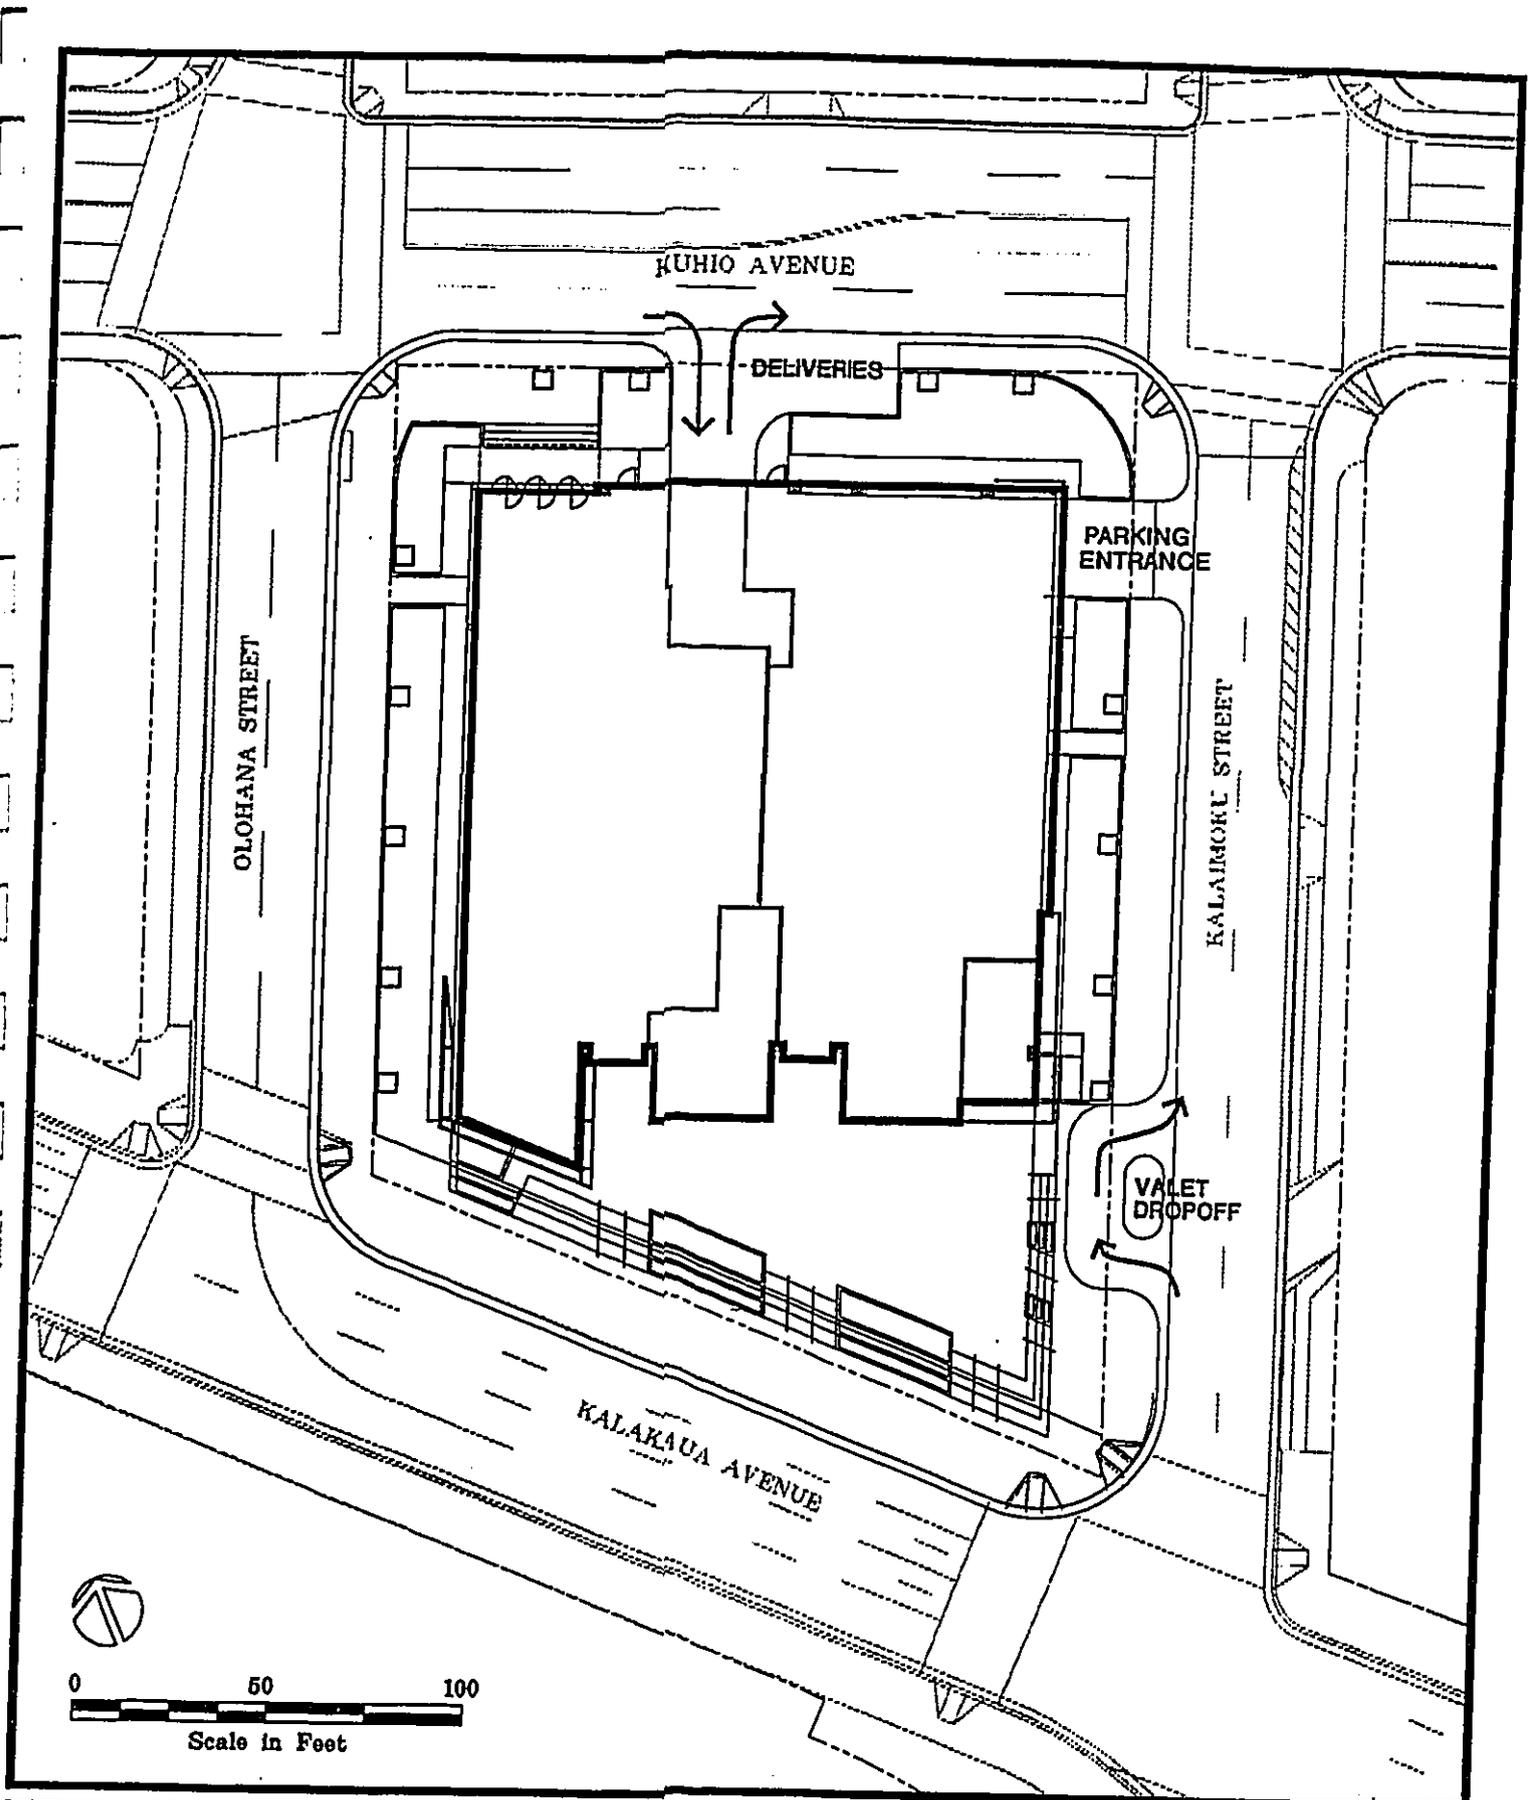 KUHIO AVENUE
DELIVERIES
PARKING
ENTRANCE
OLOHANA STREET
KALAIMOKU STREET
VALET
DROPOFF
KALAKAUA AVENUE
0 50 100
Scale in Feet